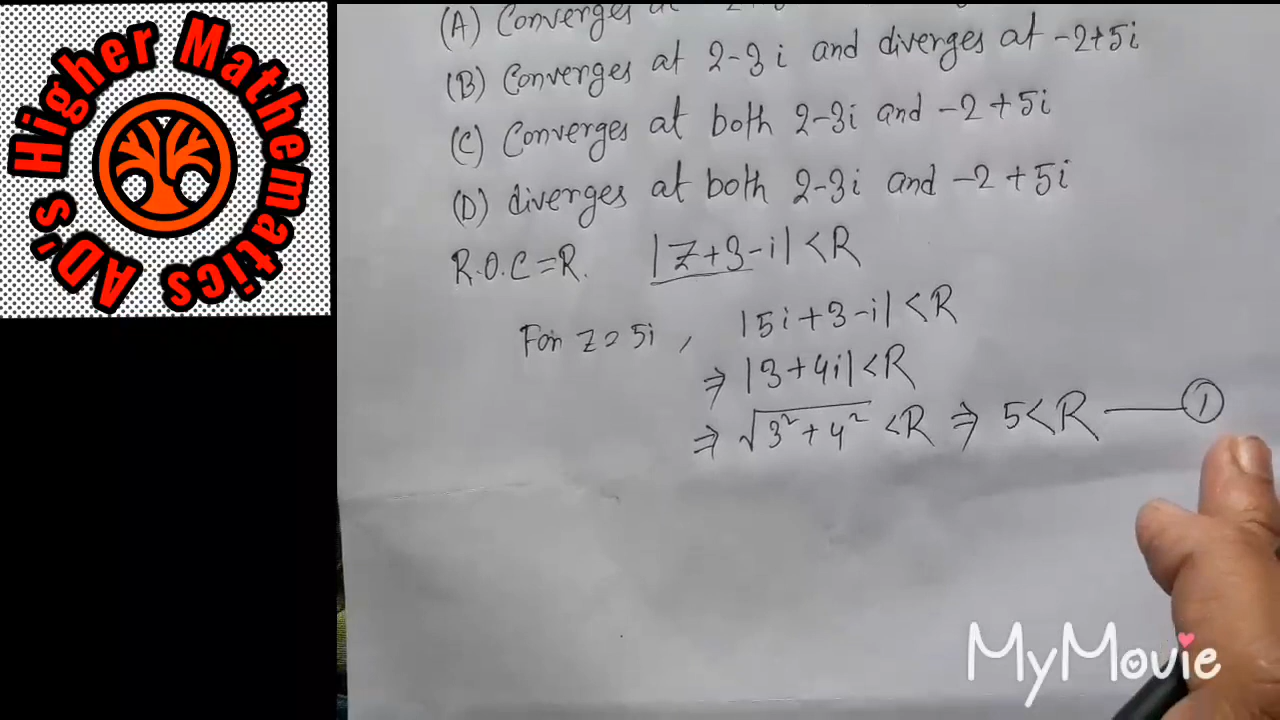 AD's Higher Mathematics
(A) Converges at
(B) Converges at 2-3i and diverges at -2+5i
(C) Converges at both 2-3i and -2+5i
(D) diverges at both 2-3i and -2+5i
R.O.C=R. |z+3-i|<R
For z=5i, |5i+3-i|<R
⇒ |3+4i|<R
⇒ √3²+4² <R ⇒ 5<R —— ①
MyMovie